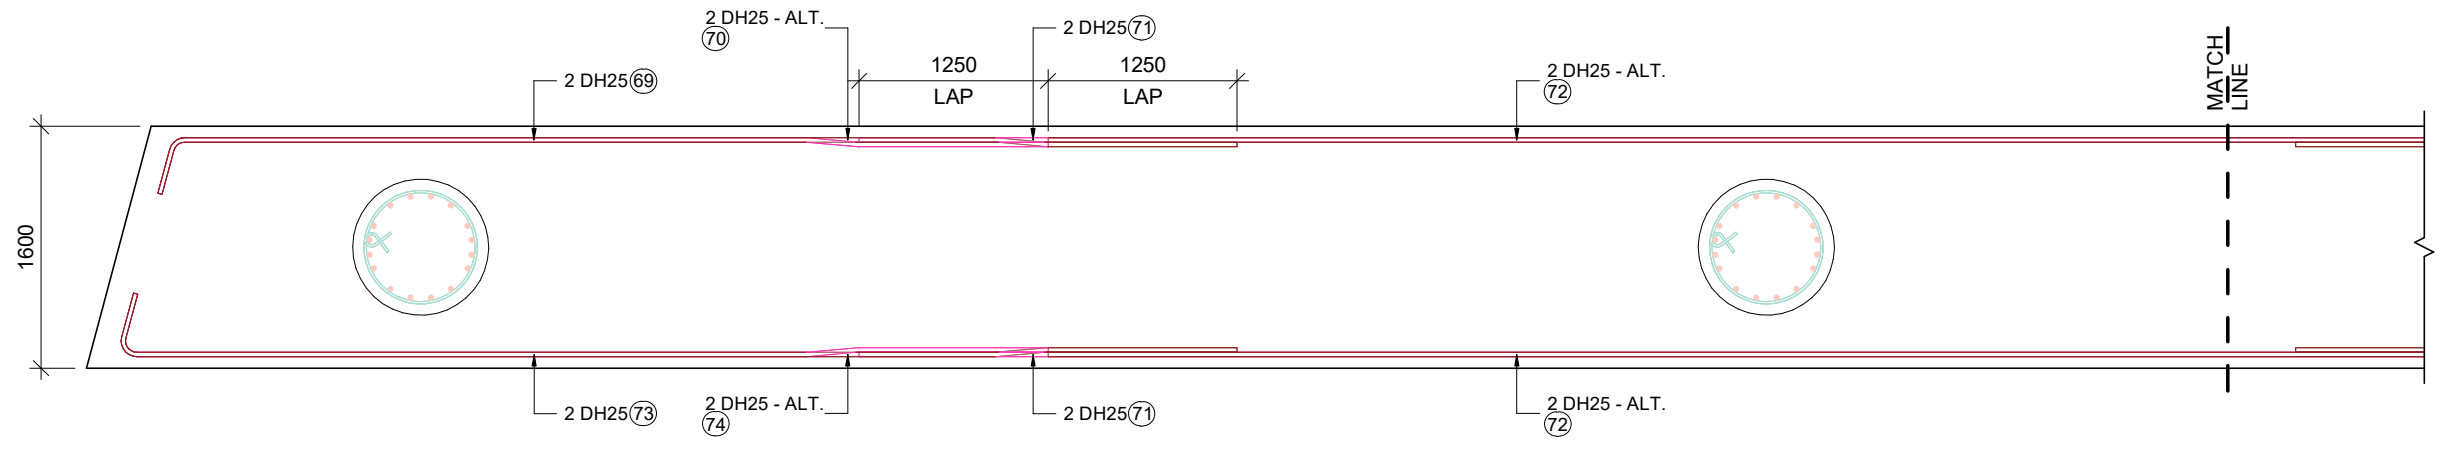 2 DH25 - ALT.
70
2 DH25 71
1250
LAP
1250
LAP
2 DH25 69
2 DH25 - ALT.
72
MATCH
LINE
1600
2 DH25 73
2 DH25 - ALT.
74
2 DH25 71
2 DH25 - ALT.
72